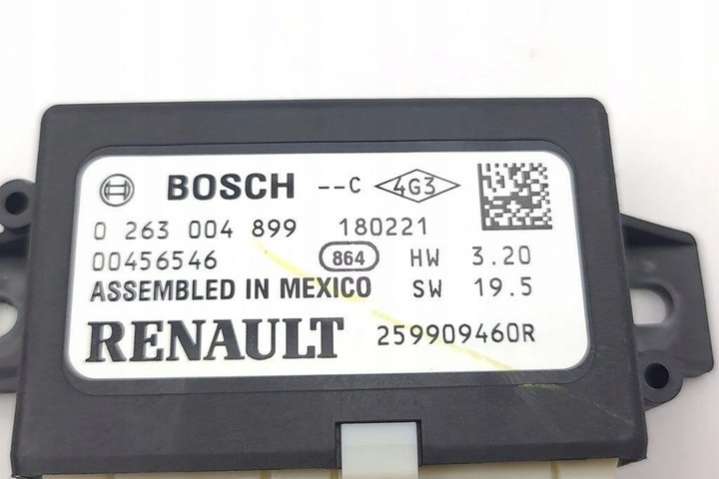 BOSCH --C 4G3
0 263 004 899 180221
00456546 864 HW 3.20
ASSEMBLED IN MEXICO SW 19.5
RENAULT 259909460R